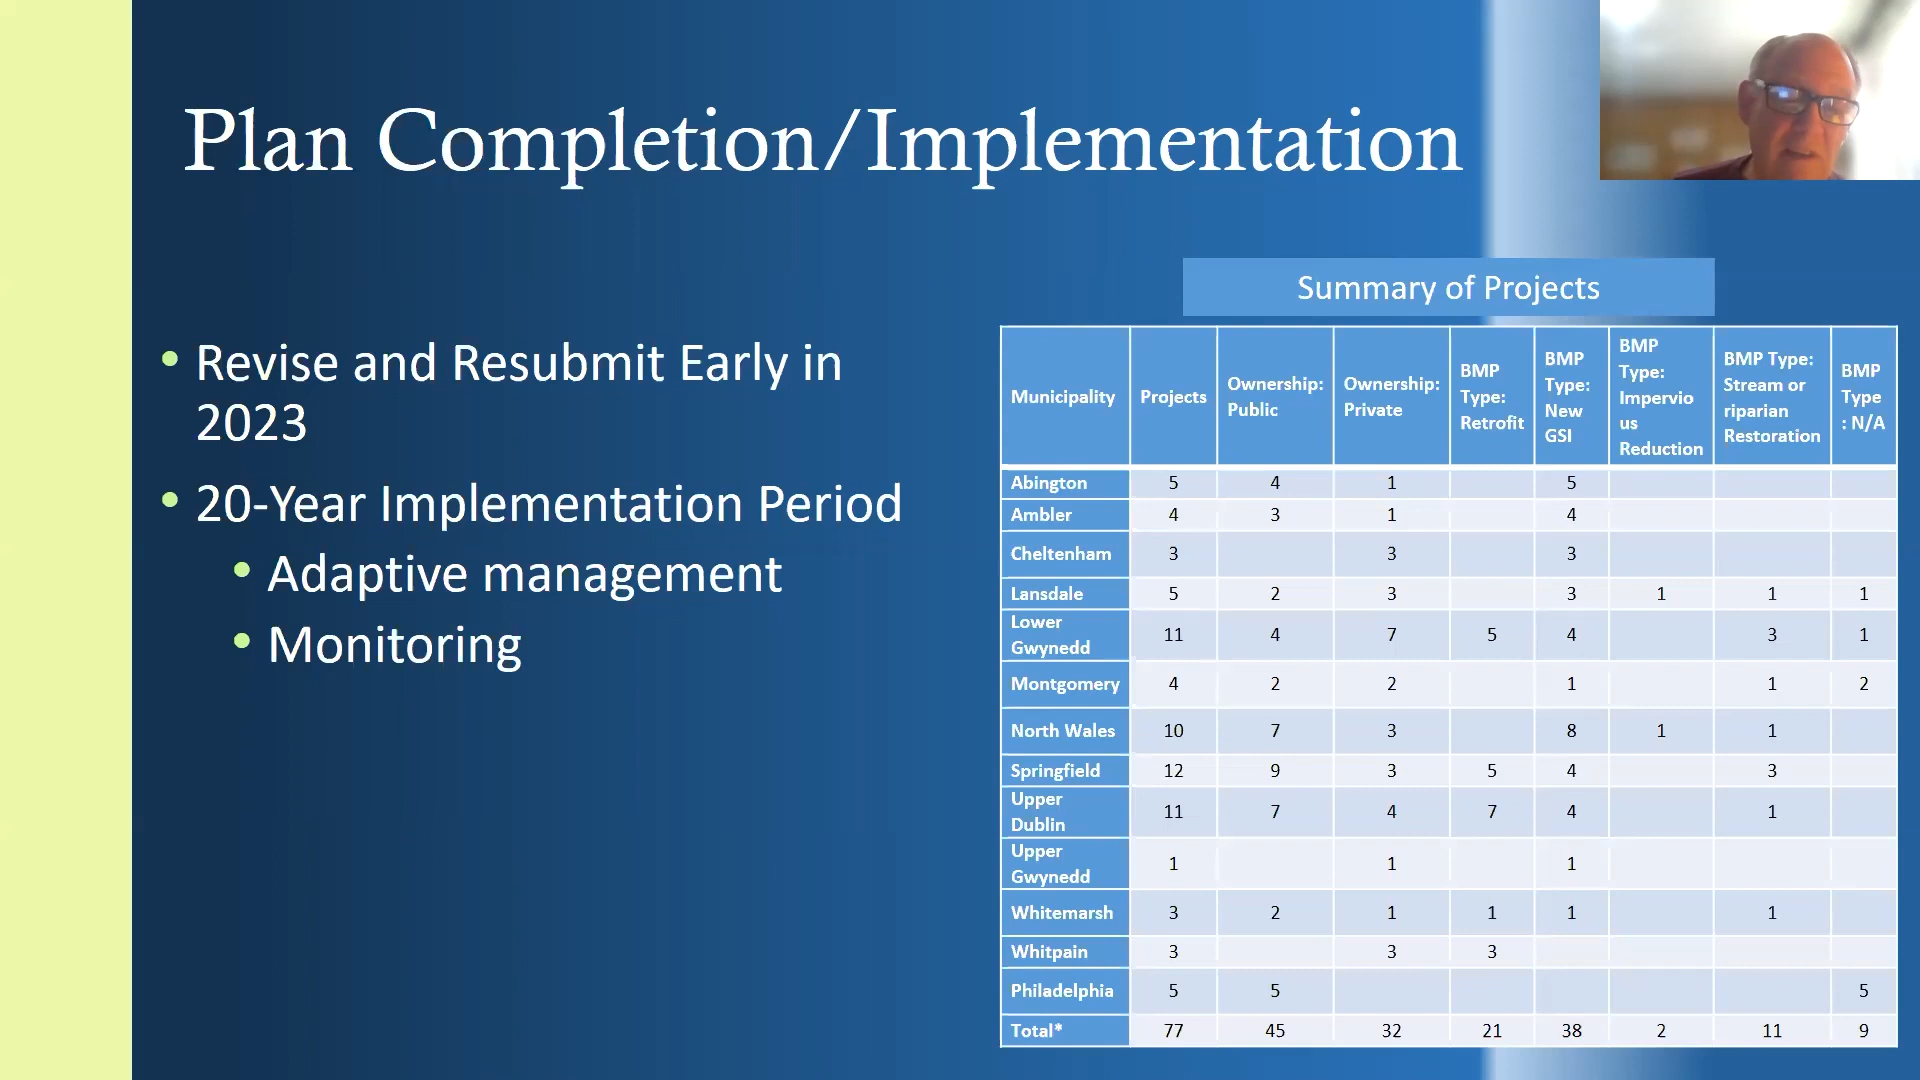 Plan Completion/Implementation
• Revise and Resubmit Early in
2023
• 20-Year Implementation Period
• Adaptive management
• Monitoring
Summary of Projects
Municipality Projects Ownership: Public Ownership: Private BMP Type: Retrofit BMP Type: New GSI BMP Type: Impervio us Reduction BMP Type: Stream or riparian Restoration BMP Type : N/A
Abington 5 4 1 5
Ambler 4 3 1 4
Cheltenham 3 3 3
Lansdale 5 2 3 3 1 1 1
Lower Gwynedd 11 4 7 5 4 3 1
Montgomery 4 2 2 1 1 2
North Wales 10 7 3 8 1 1
Springfield 12 9 3 5 4 3
Upper Dublin 11 7 4 7 4 1
Upper Gwynedd 1 1 1
Whitemarsh 3 2 1 1 1 1
Whitpain 3 3 3
Philadelphia 5 5 5
Total* 77 45 32 21 38 2 11 9